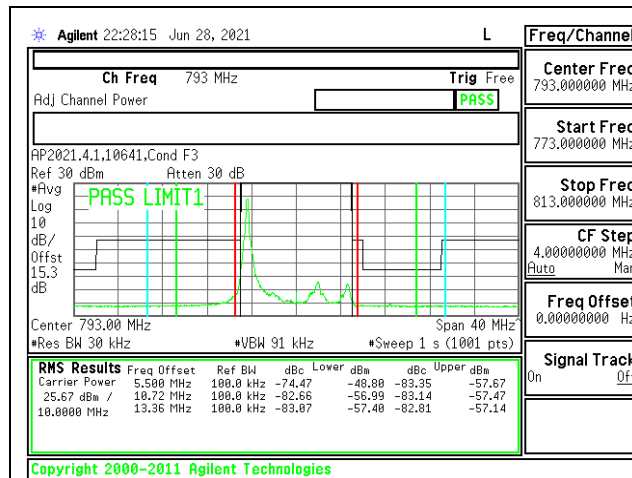 Agilent 22:28:15 Jun 28, 2021 L
Freq/Channel
Ch Freq 793 MHz Trig Free
Adj Channel Power PASS
Center Freq
793.000000 MHz
Start Freq
773.000000 MHz
Stop Freq
813.000000 MHz
CF Step
4.00000000 MHz
Auto Man
Freq Offset
0.00000000 Hz
Signal Track
On Off
AP2021.4.1,10641,Cond F3
Ref 30 dBm Atten 30 dB
#Avg
Log
10
dB/
Offst
15.3
dB
PASS LIMIT1
Center 793.00 MHz Span 40 MHz^
#Res BW 30 kHz #VBW 91 kHz #Sweep 1 s (1001 pts)
RMS Results Freq Offset Ref BW dBc Lower dBm dBc Upper dBm
Carrier Power 5.500 MHz 100.0 kHz -74.47 -48.80 -83.35 -57.67
25.67 dBm / 10.72 MHz 100.0 kHz -82.66 -56.99 -83.14 -57.47
10.0000 MHz 13.36 MHz 100.0 kHz -83.07 -57.40 -82.81 -57.14
Copyright 2000-2011 Agilent Technologies